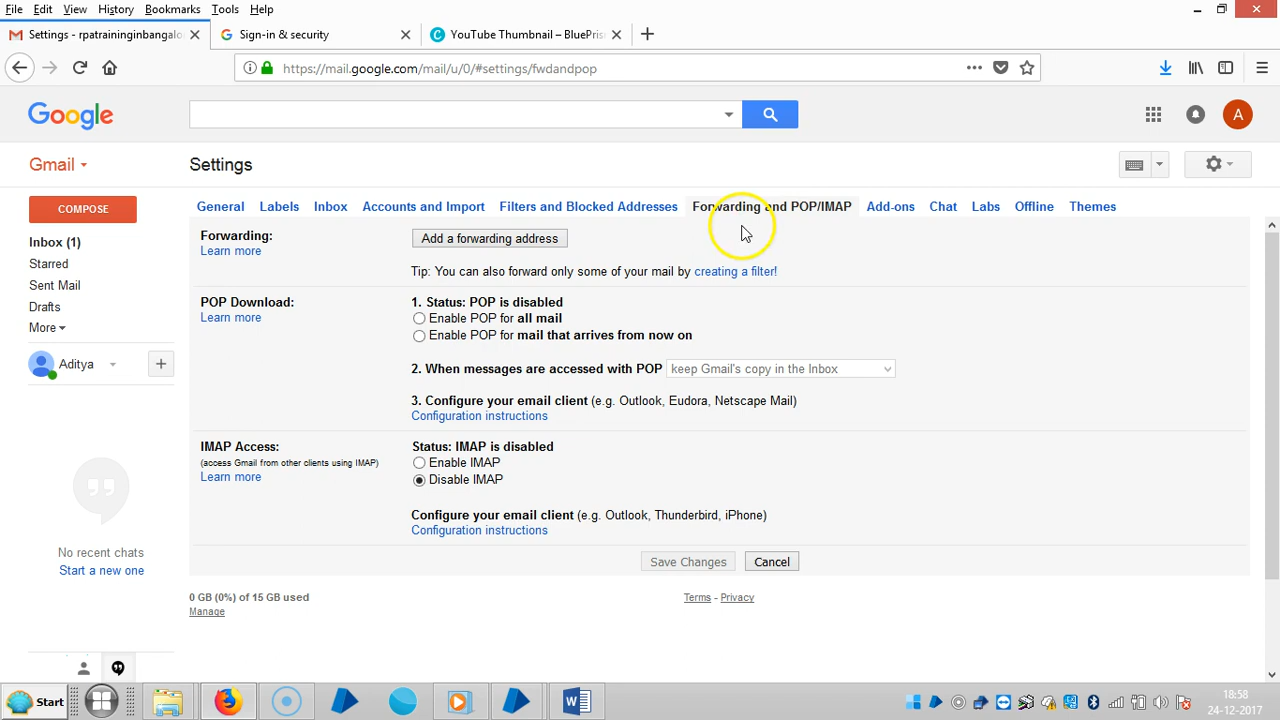 File Edit View History Bookmarks Tools Help
Settings - rpatraininginbangalo
Sign-in & security
YouTube Thumbnail – BluePris
https://mail.google.com/mail/u/0/#settings/fwdandpop
Google
A
Gmail
Settings
COMPOSE
General Labels Inbox Accounts and Import Filters and Blocked Addresses Forwarding and POP/IMAP Add-ons Chat Labs Offline Themes
Inbox (1)
Starred
Sent Mail
Drafts
More
Aditya
No recent chats
Start a new one
Forwarding:
Learn more
Add a forwarding address
Tip: You can also forward only some of your mail by creating a filter!
POP Download:
Learn more
1. Status: POP is disabled
Enable POP for all mail
Enable POP for mail that arrives from now on
2. When messages are accessed with POP keep Gmail's copy in the Inbox
3. Configure your email client (e.g. Outlook, Eudora, Netscape Mail)
Configuration instructions
IMAP Access:
(access Gmail from other clients using IMAP)
Learn more
Status: IMAP is disabled
Enable IMAP
Disable IMAP
Configure your email client (e.g. Outlook, Thunderbird, iPhone)
Configuration instructions
Save Changes Cancel
0 GB (0%) of 15 GB used
Manage
Terms - Privacy
Start
18:58
24-12-2017